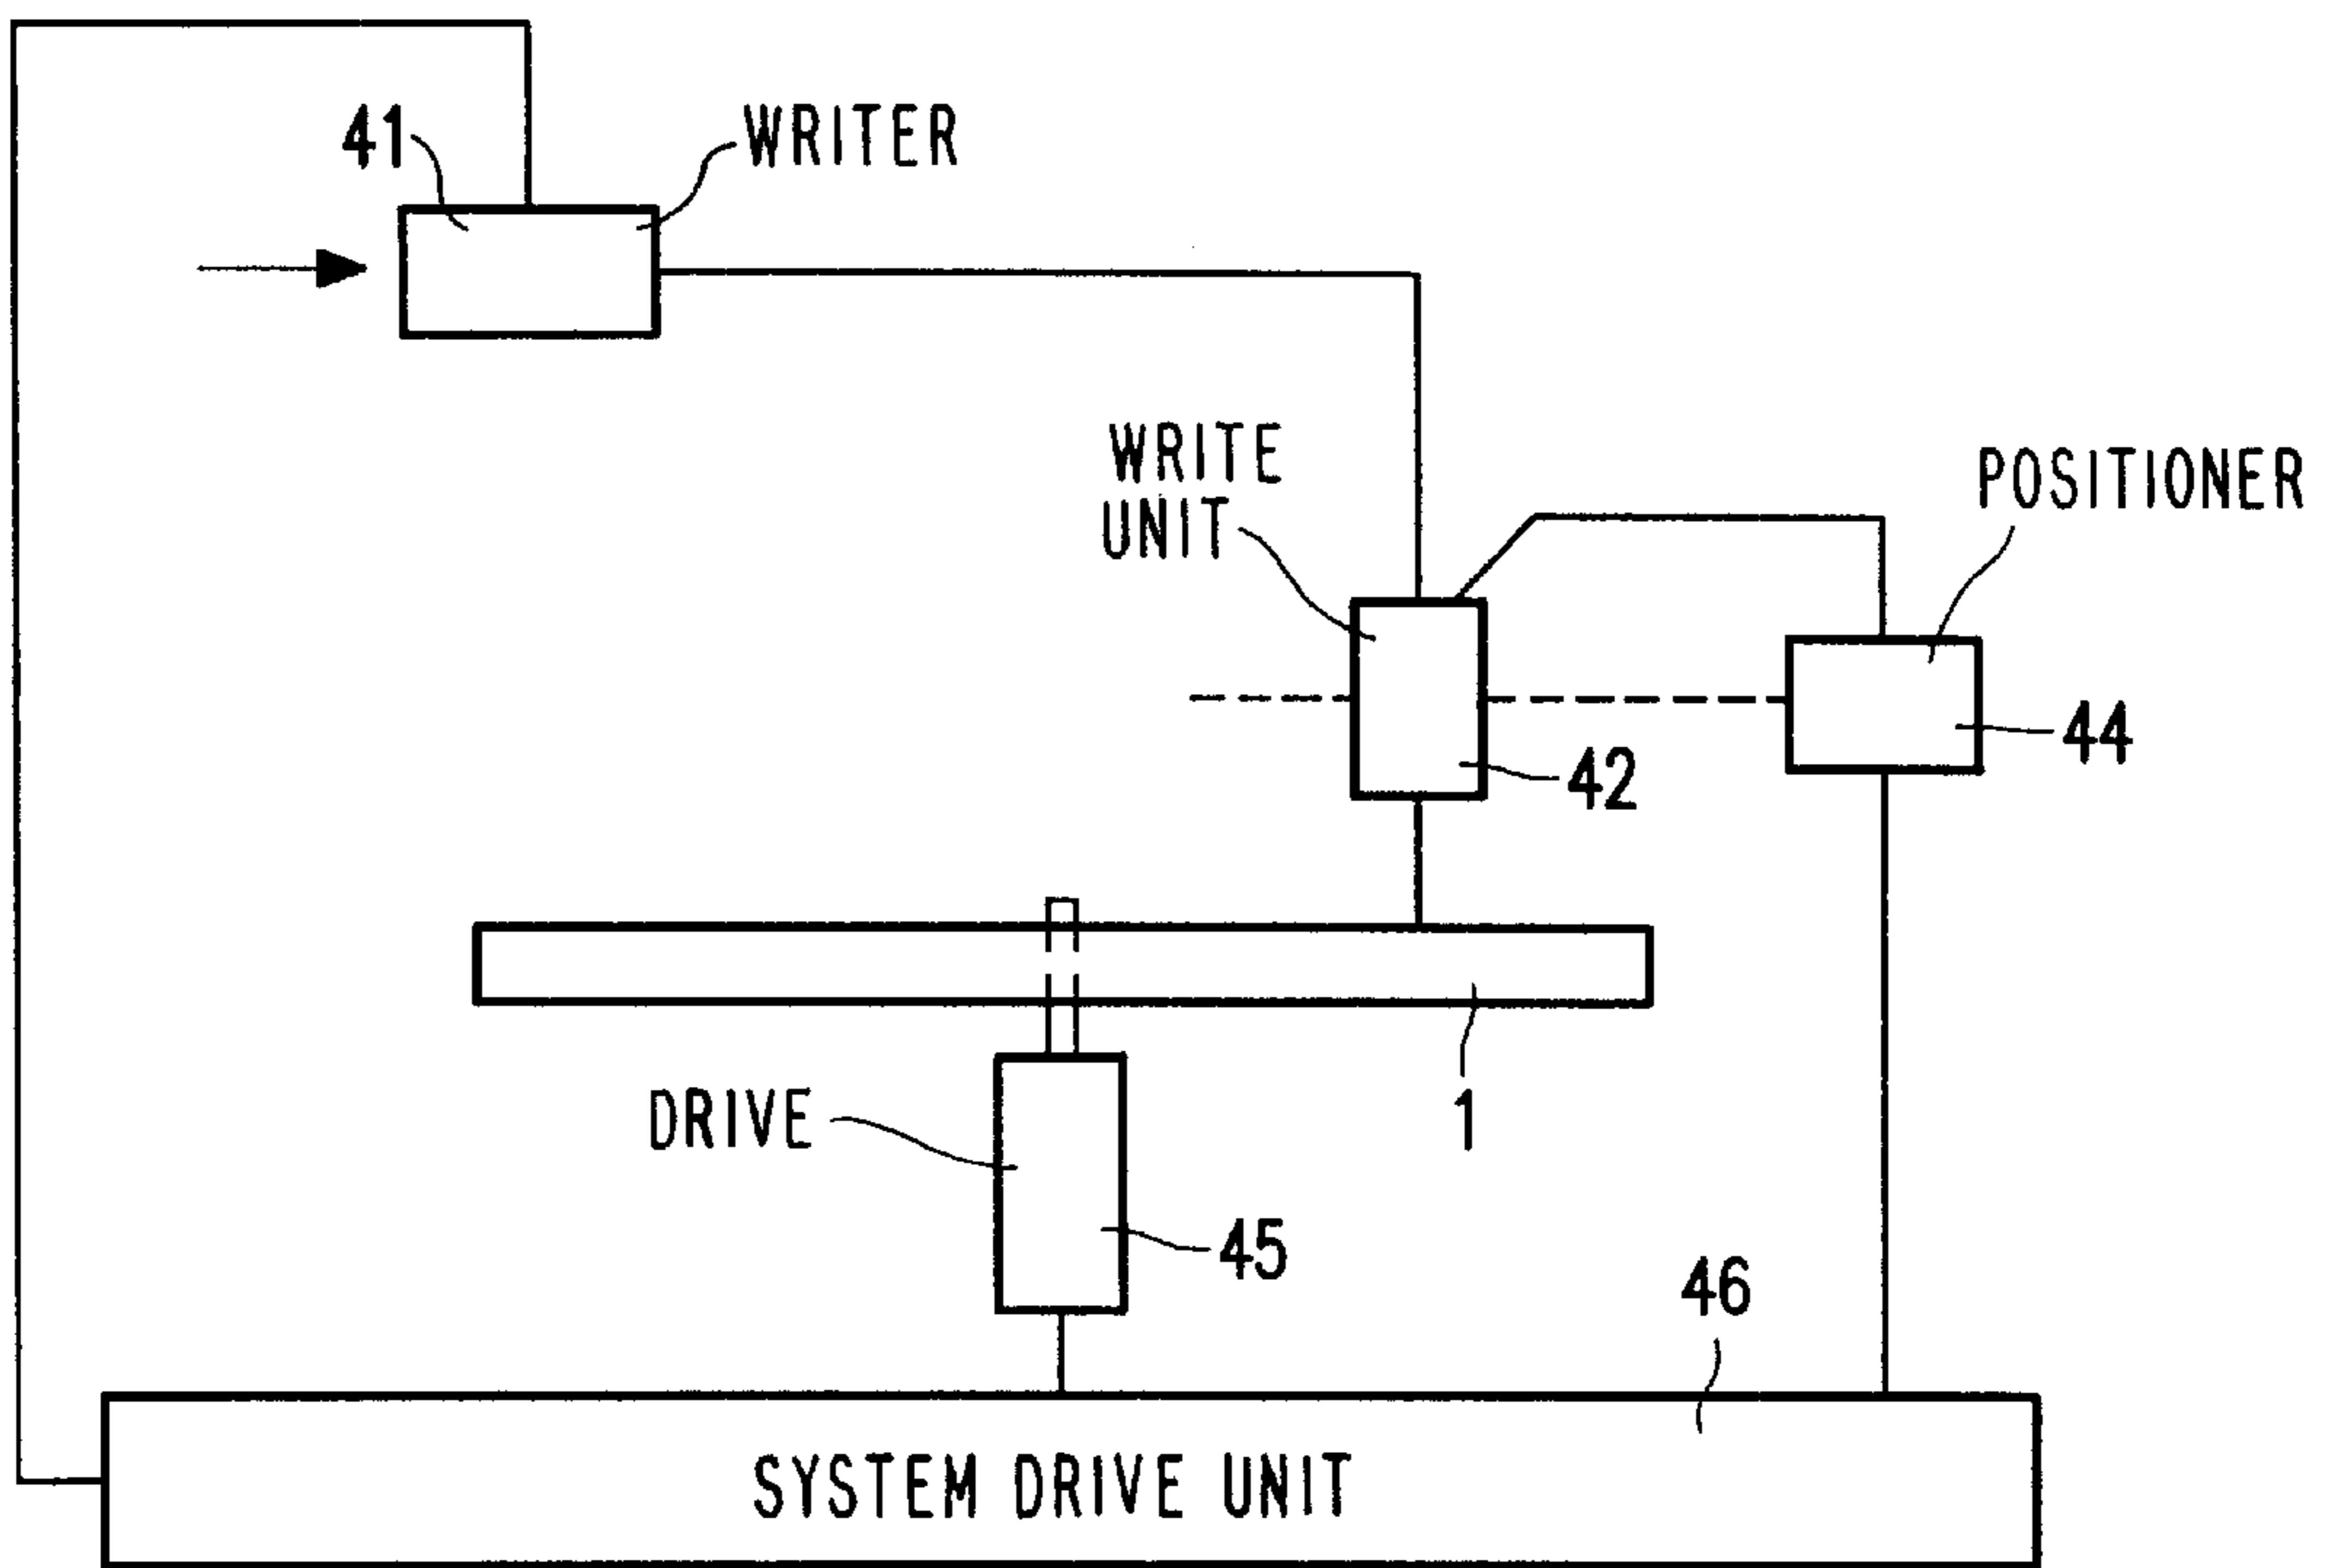 41
WRITER
WRITE
UNIT
POSITIONER
44
42
DRIVE
1
45
46
SYSTEM DRIVE UNIT